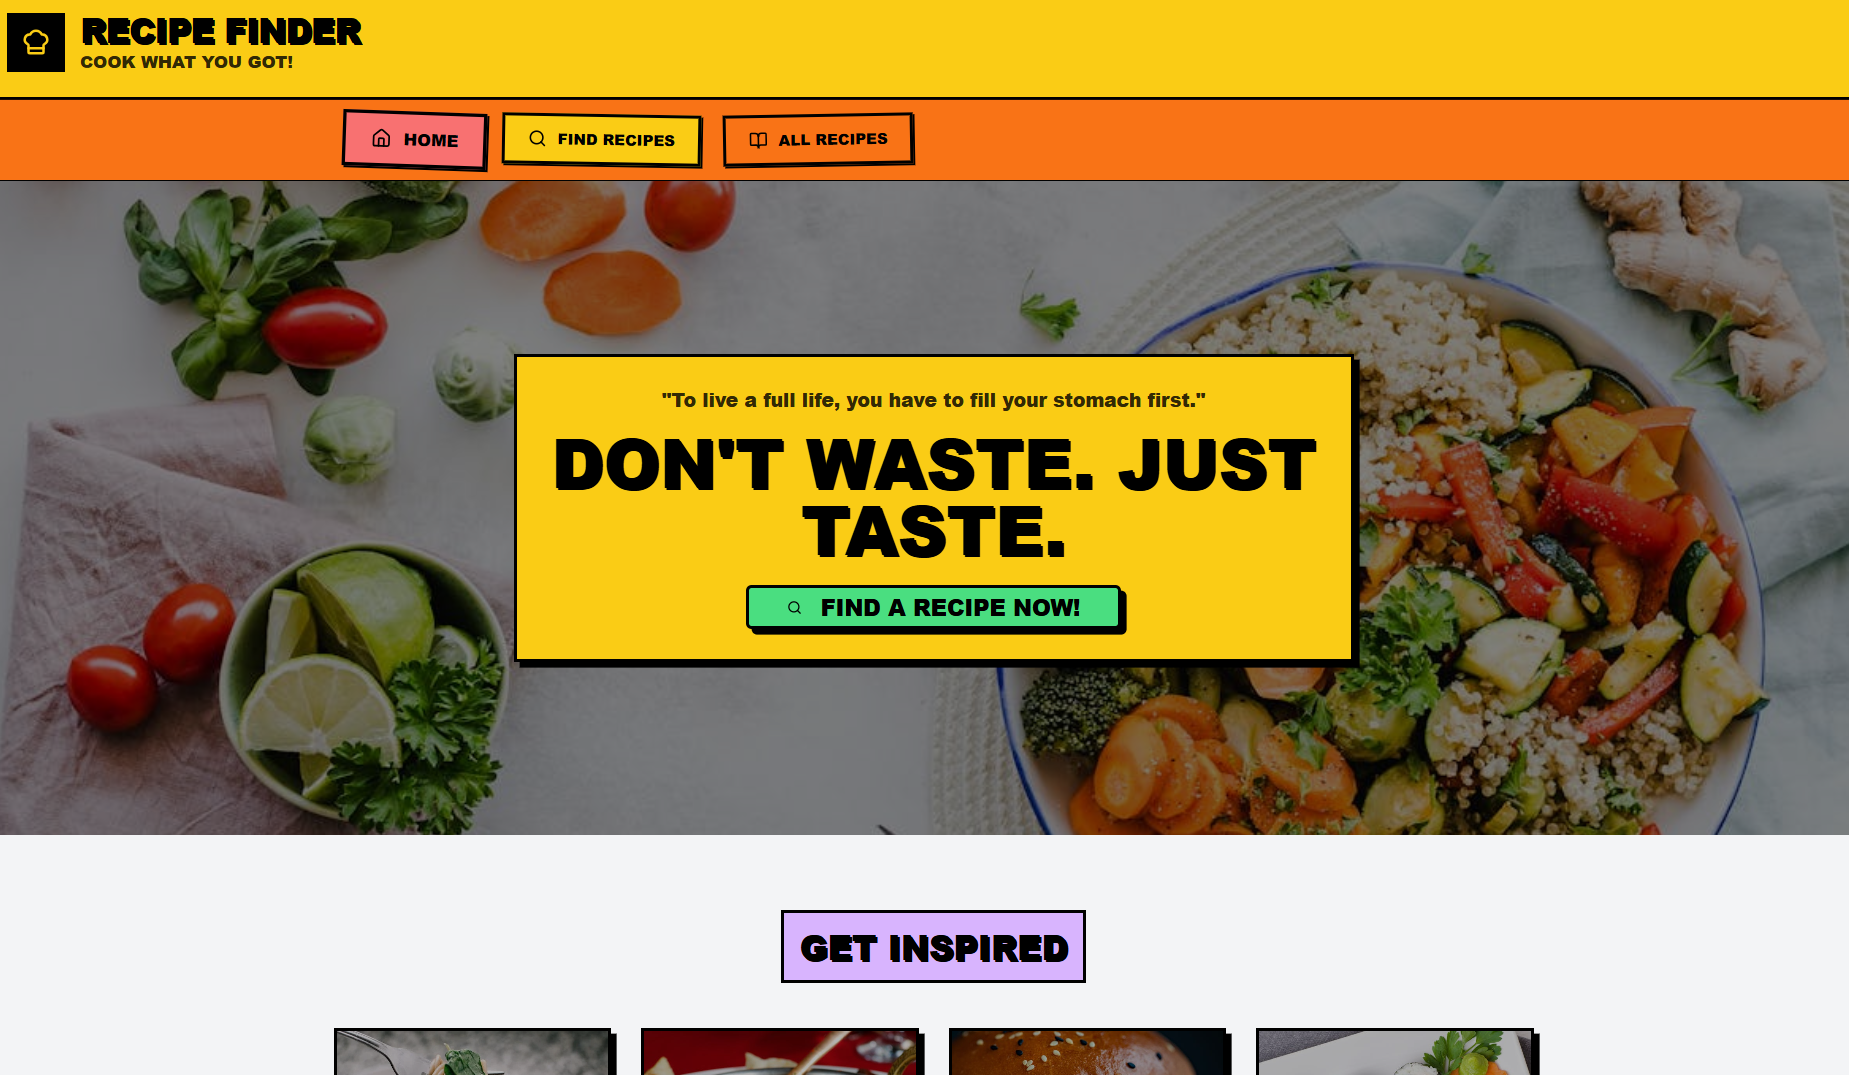 RECIPE FINDER
COOK WHAT YOU GOT!
HOME
FIND RECIPES
ALL RECIPES
"To live a full life, you have to fill your stomach first."
DON'T WASTE. JUST
TASTE.
FIND A RECIPE NOW!
GET INSPIRED